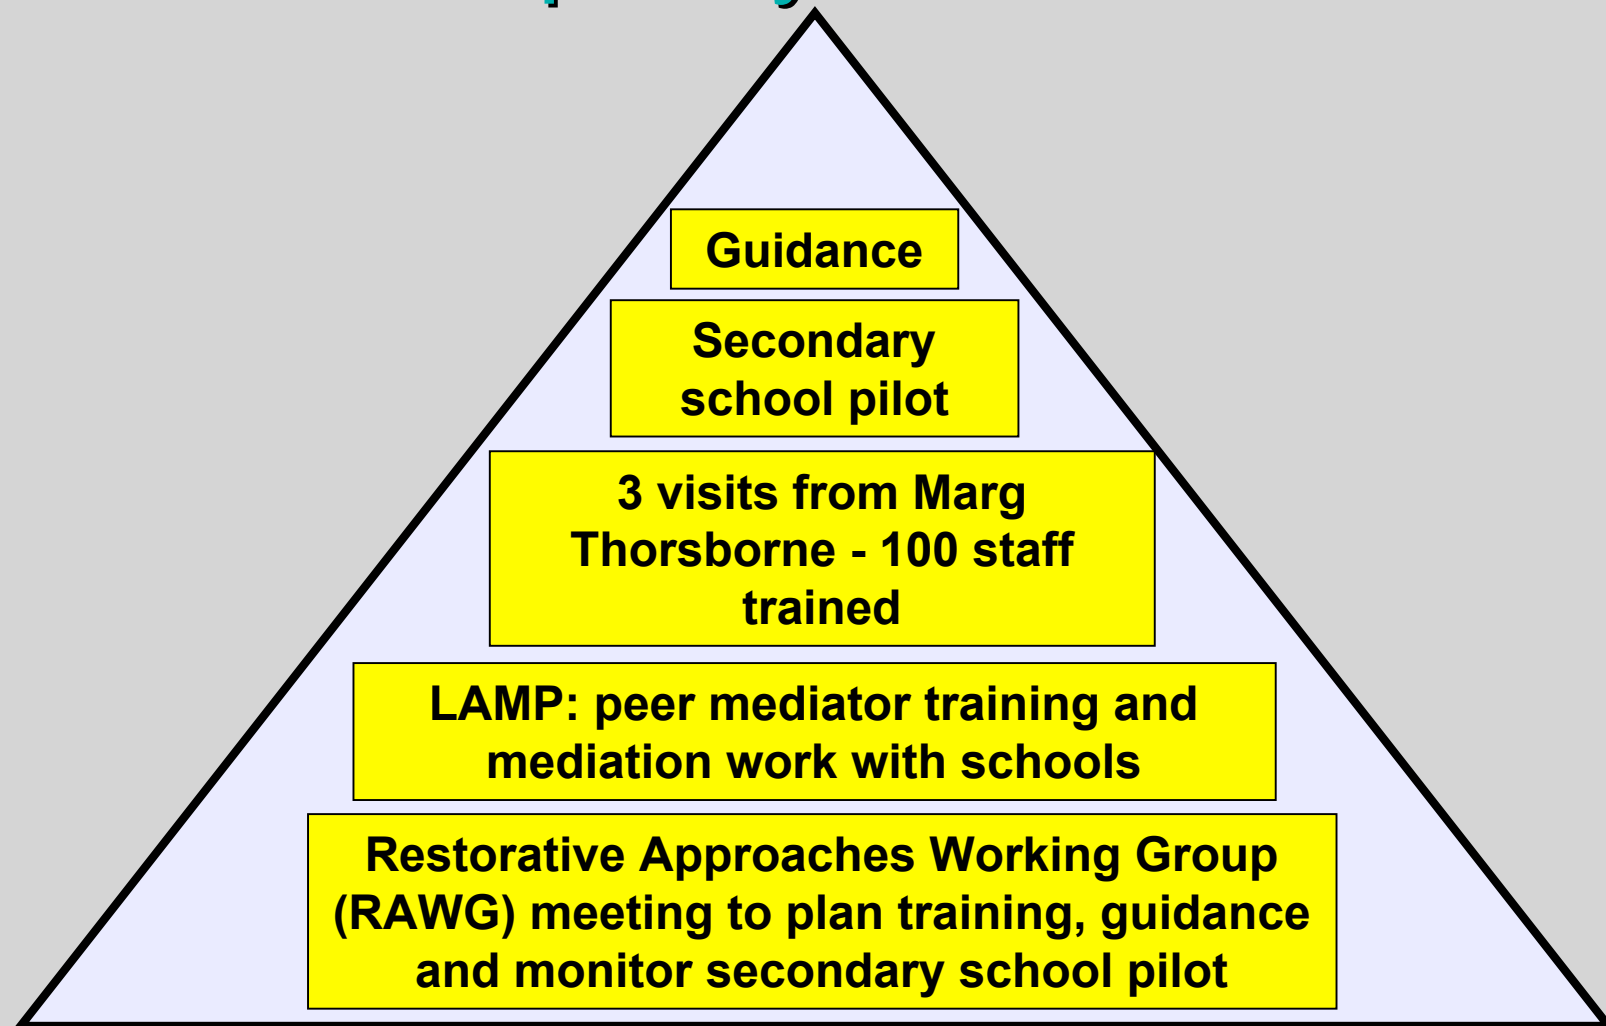 Guidance
Secondary
school pilot
3 visits from Marg
Thorsborne - 100 staff
trained
LAMP: peer mediator training and
mediation work with schools
Restorative Approaches Working Group
(RAWG) meeting to plan training, guidance
and monitor secondary school pilot